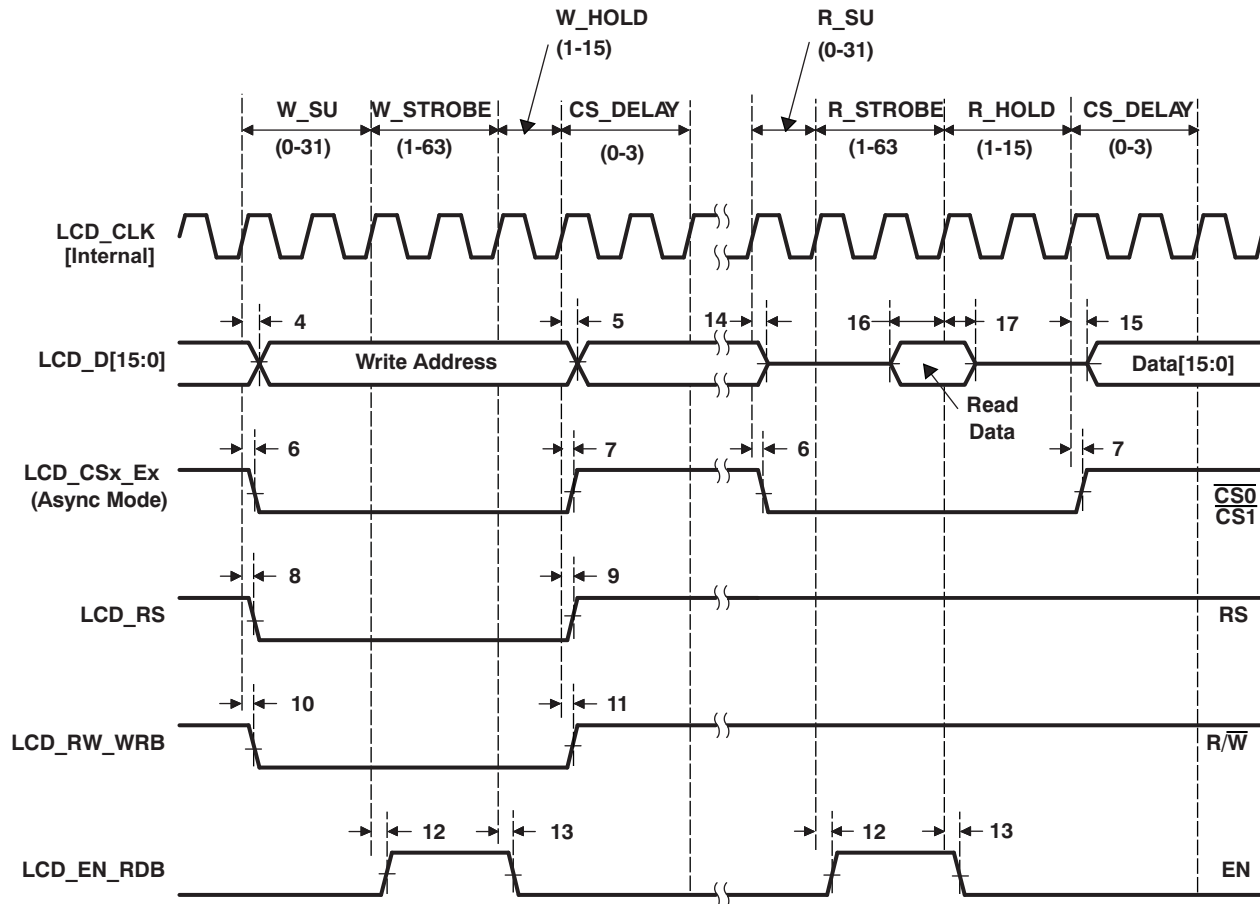 W_HOLD
(1-15)
R_SU
(0-31)
W_SU
(0-31)
W_STROBE
(1-63)
CS_DELAY
(0-3)
R_STROBE
(1-63
R_HOLD
(1-15)
CS_DELAY
(0-3)
LCD_CLK
[Internal]
4
5
14
16
17
15
LCD_D[15:0]
Write Address
Data[15:0]
Read
Data
6
7
6
7
LCD_CSx_Ex
(Async Mode)
CS0
CS1
8
9
LCD_RS
RS
10
11
LCD_RW_WRB
R/W
12
13
12
13
LCD_EN_RDB
EN